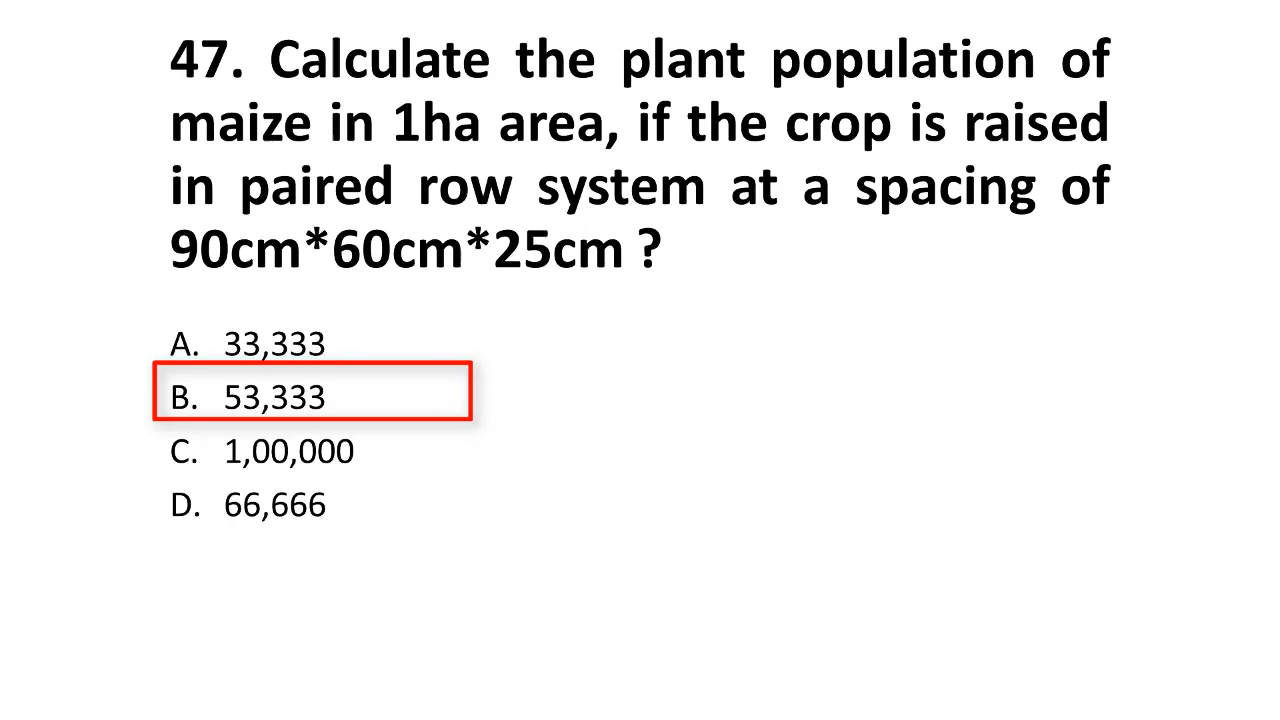 47. Calculate the plant population of
maize in 1ha area, if the crop is raised
in paired row system at a spacing of
90cm*60cm*25cm ?
A. 33,333
B. 53,333
C. 1,00,000
D. 66,666